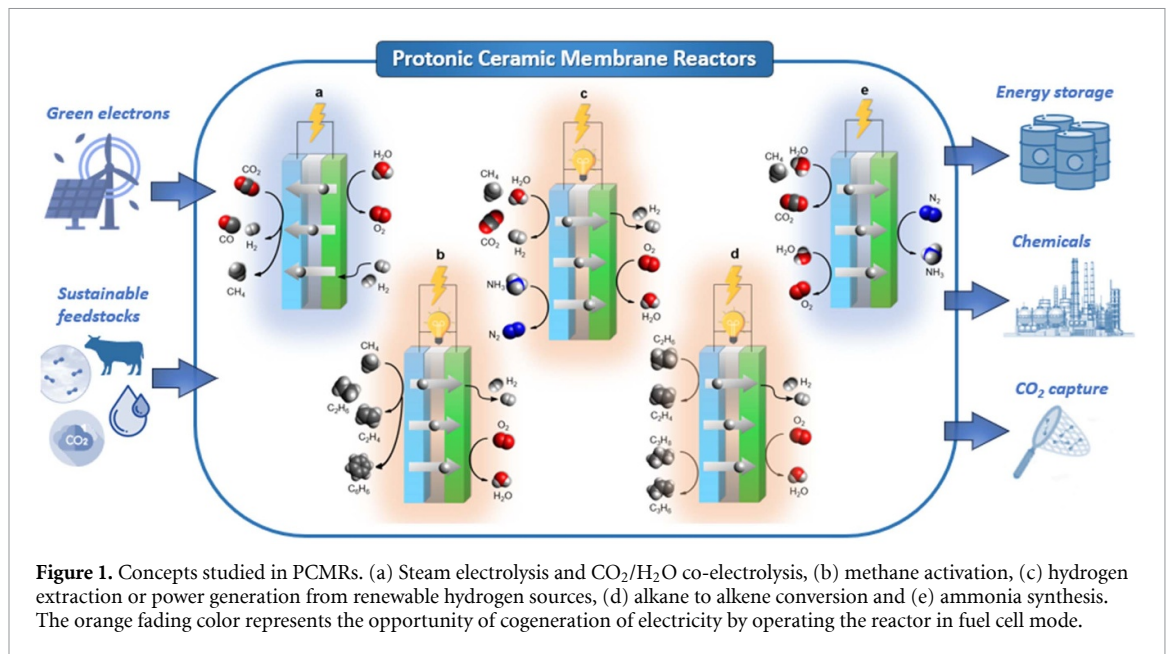 Protonic Ceramic Membrane Reactors
Green electrons
Sustainable
feedstocks
CO₂
a
CO₂
CO
H₂
CH₄
H₂O
O₂
H₂
b
CH₄
C₂H₆
C₂H₄
C₆H₆
H₂
O₂
H₂O
c
CH₄
H₂O
CO₂
H₂
NH₃
N₂
H₂
O₂
H₂O
d
C₂H₆
C₂H₄
C₂H₆
C₃H₆
H₂
O₂
H₂O
e
CH₄
H₂O
CO₂
H₂O
O₂
N₂
NH₃
Energy storage
Chemicals
CO₂ capture
Figure 1. Concepts studied in PCMRs. (a) Steam electrolysis and CO₂/H₂O co-electrolysis, (b) methane activation, (c) hydrogen
extraction or power generation from renewable hydrogen sources, (d) alkane to alkene conversion and (e) ammonia synthesis.
The orange fading color represents the opportunity of cogeneration of electricity by operating the reactor in fuel cell mode.